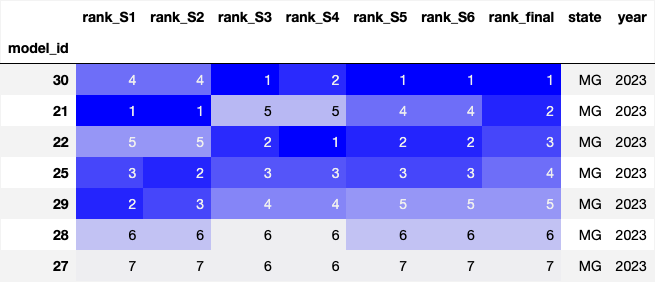 rank_S1 rank_S2 rank_S3 rank_S4 rank_S5 rank_S6 rank_final state year
model_id
30 4 4 1 2 1 1 1 MG 2023
21 1 1 5 5 4 4 2 MG 2023
22 5 5 2 1 2 2 3 MG 2023
25 3 2 3 3 3 3 4 MG 2023
29 2 3 4 4 5 5 5 MG 2023
28 6 6 6 6 6 6 6 MG 2023
27 7 7 6 6 7 7 7 MG 2023